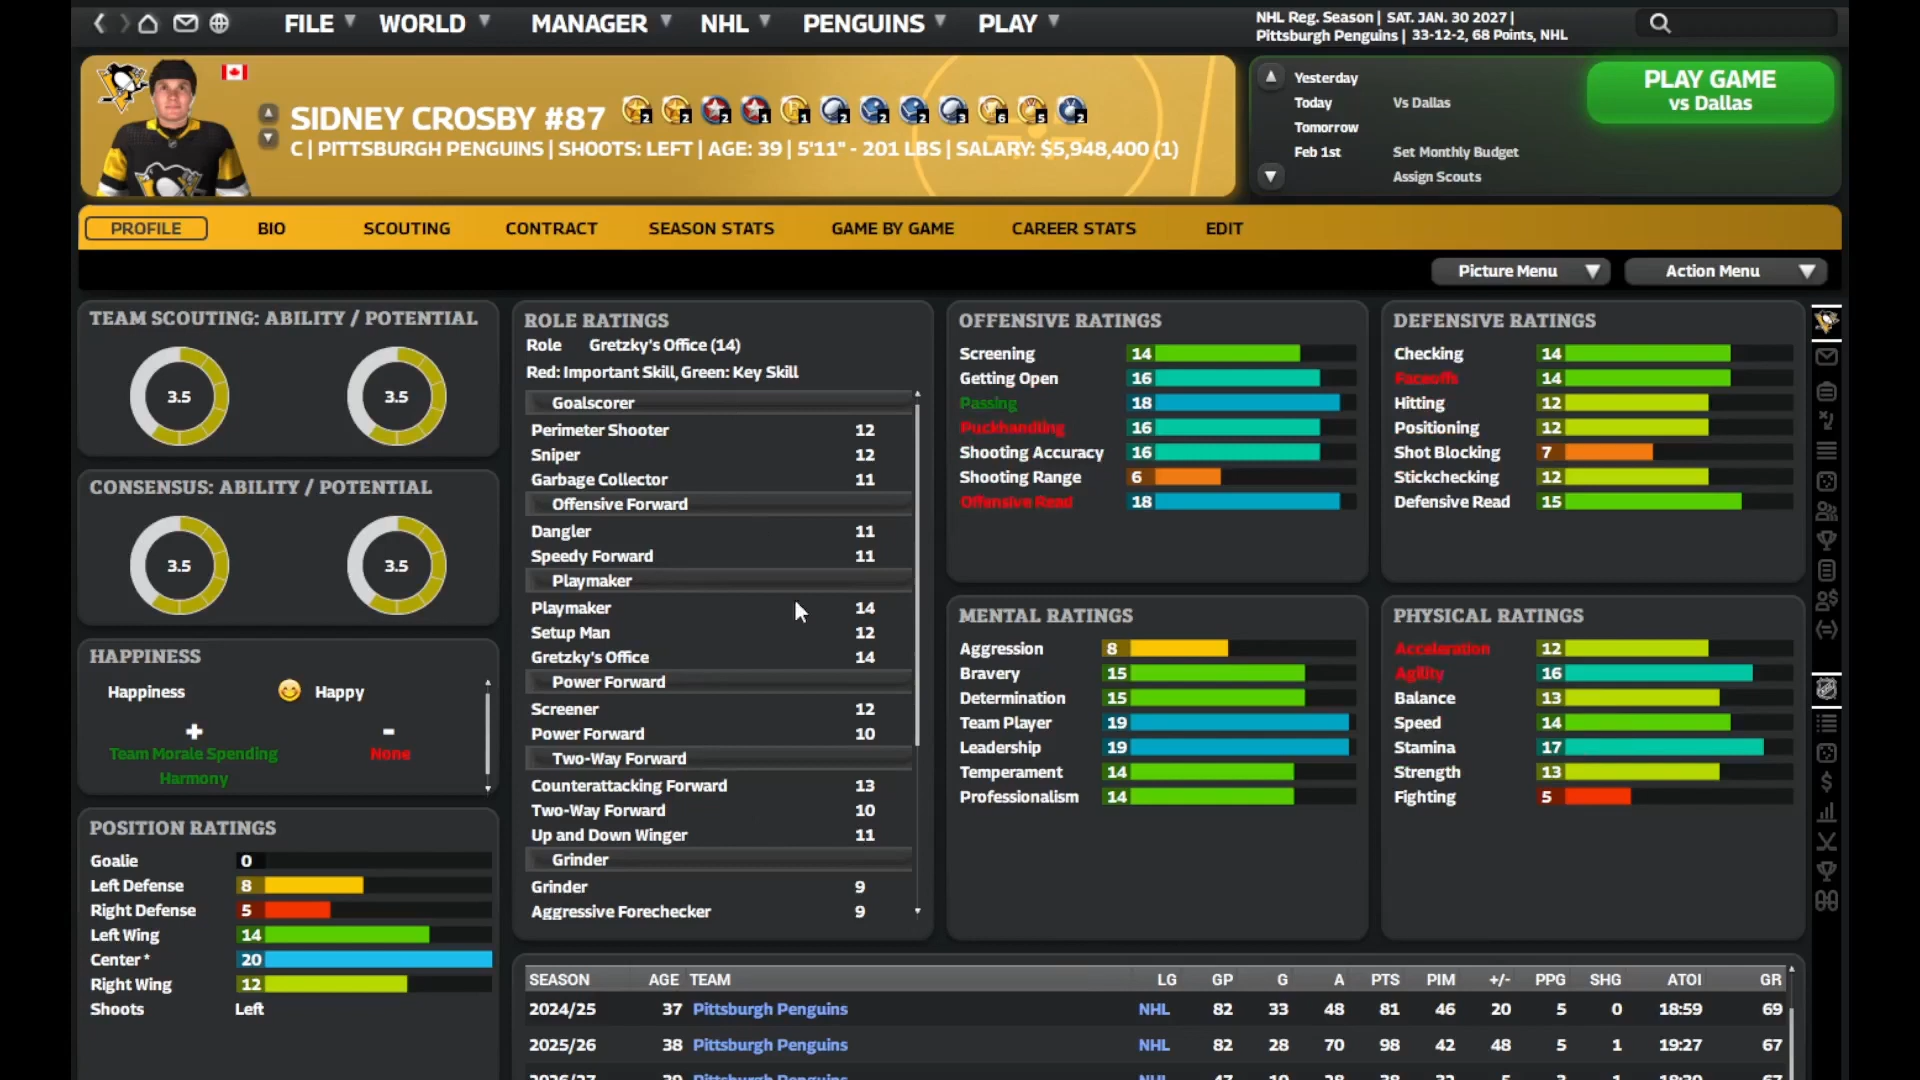 FILE WORLD MANAGER NHL PENGUINS PLAY
NHL Reg. Season | SAT. JAN. 30 2027 |
Pittsburgh Penguins | 33-12-2, 68 Points, NHL
SIDNEY CROSBY #87
2 2 2 1 1 2 2 2 3 6 5 2
C | PITTSBURGH PENGUINS | SHOOTS: LEFT | AGE: 39 | 5'11" - 201 LBS | SALARY: $5,948,400 (1)
Yesterday
Today Vs Dallas
Tomorrow
Feb 1st Set Monthly Budget
Assign Scouts
PLAY GAME
vs Dallas
PROFILE BIO SCOUTING CONTRACT SEASON STATS GAME BY GAME CAREER STATS EDIT
Picture Menu Action Menu
TEAM SCOUTING: ABILITY / POTENTIAL
3.5 3.5
CONSENSUS: ABILITY / POTENTIAL
3.5 3.5
HAPPINESS
Happiness Happy
+ -
Team Morale Spending None
Harmony
POSITION RATINGS
Goalie 0
Left Defense 8
Right Defense 5
Left Wing 14
Center * 20
Right Wing 12
Shoots Left
ROLE RATINGS
Role Gretzky's Office (14)
Red: Important Skill, Green: Key Skill
Goalscorer
Perimeter Shooter 12
Sniper 12
Garbage Collector 11
Offensive Forward
Dangler 11
Speedy Forward 11
Playmaker
Playmaker 14
Setup Man 12
Gretzky's Office 14
Power Forward
Screener 12
Power Forward 10
Two-Way Forward
Counterattacking Forward 13
Two-Way Forward 10
Up and Down Winger 11
Grinder
Grinder 9
Aggressive Forechecker 9
OFFENSIVE RATINGS
Screening 14
Getting Open 16
Passing 18
Puckhandling 16
Shooting Accuracy 16
Shooting Range 6
Offensive Read 18
DEFENSIVE RATINGS
Checking 14
Faceoffs 14
Hitting 12
Positioning 12
Shot Blocking 7
Stickchecking 12
Defensive Read 15
MENTAL RATINGS
Aggression 8
Bravery 15
Determination 15
Team Player 19
Leadership 19
Temperament 14
Professionalism 14
PHYSICAL RATINGS
Acceleration 12
Agility 16
Balance 13
Speed 14
Stamina 17
Strength 13
Fighting 5
SEASON AGE TEAM LG GP G A PTS PIM +/- PPG SHG ATOI GR
2024/25 37 Pittsburgh Penguins NHL 82 33 48 81 46 20 5 0 18:59 69
2025/26 38 Pittsburgh Penguins NHL 82 28 70 98 42 48 5 1 19:27 67